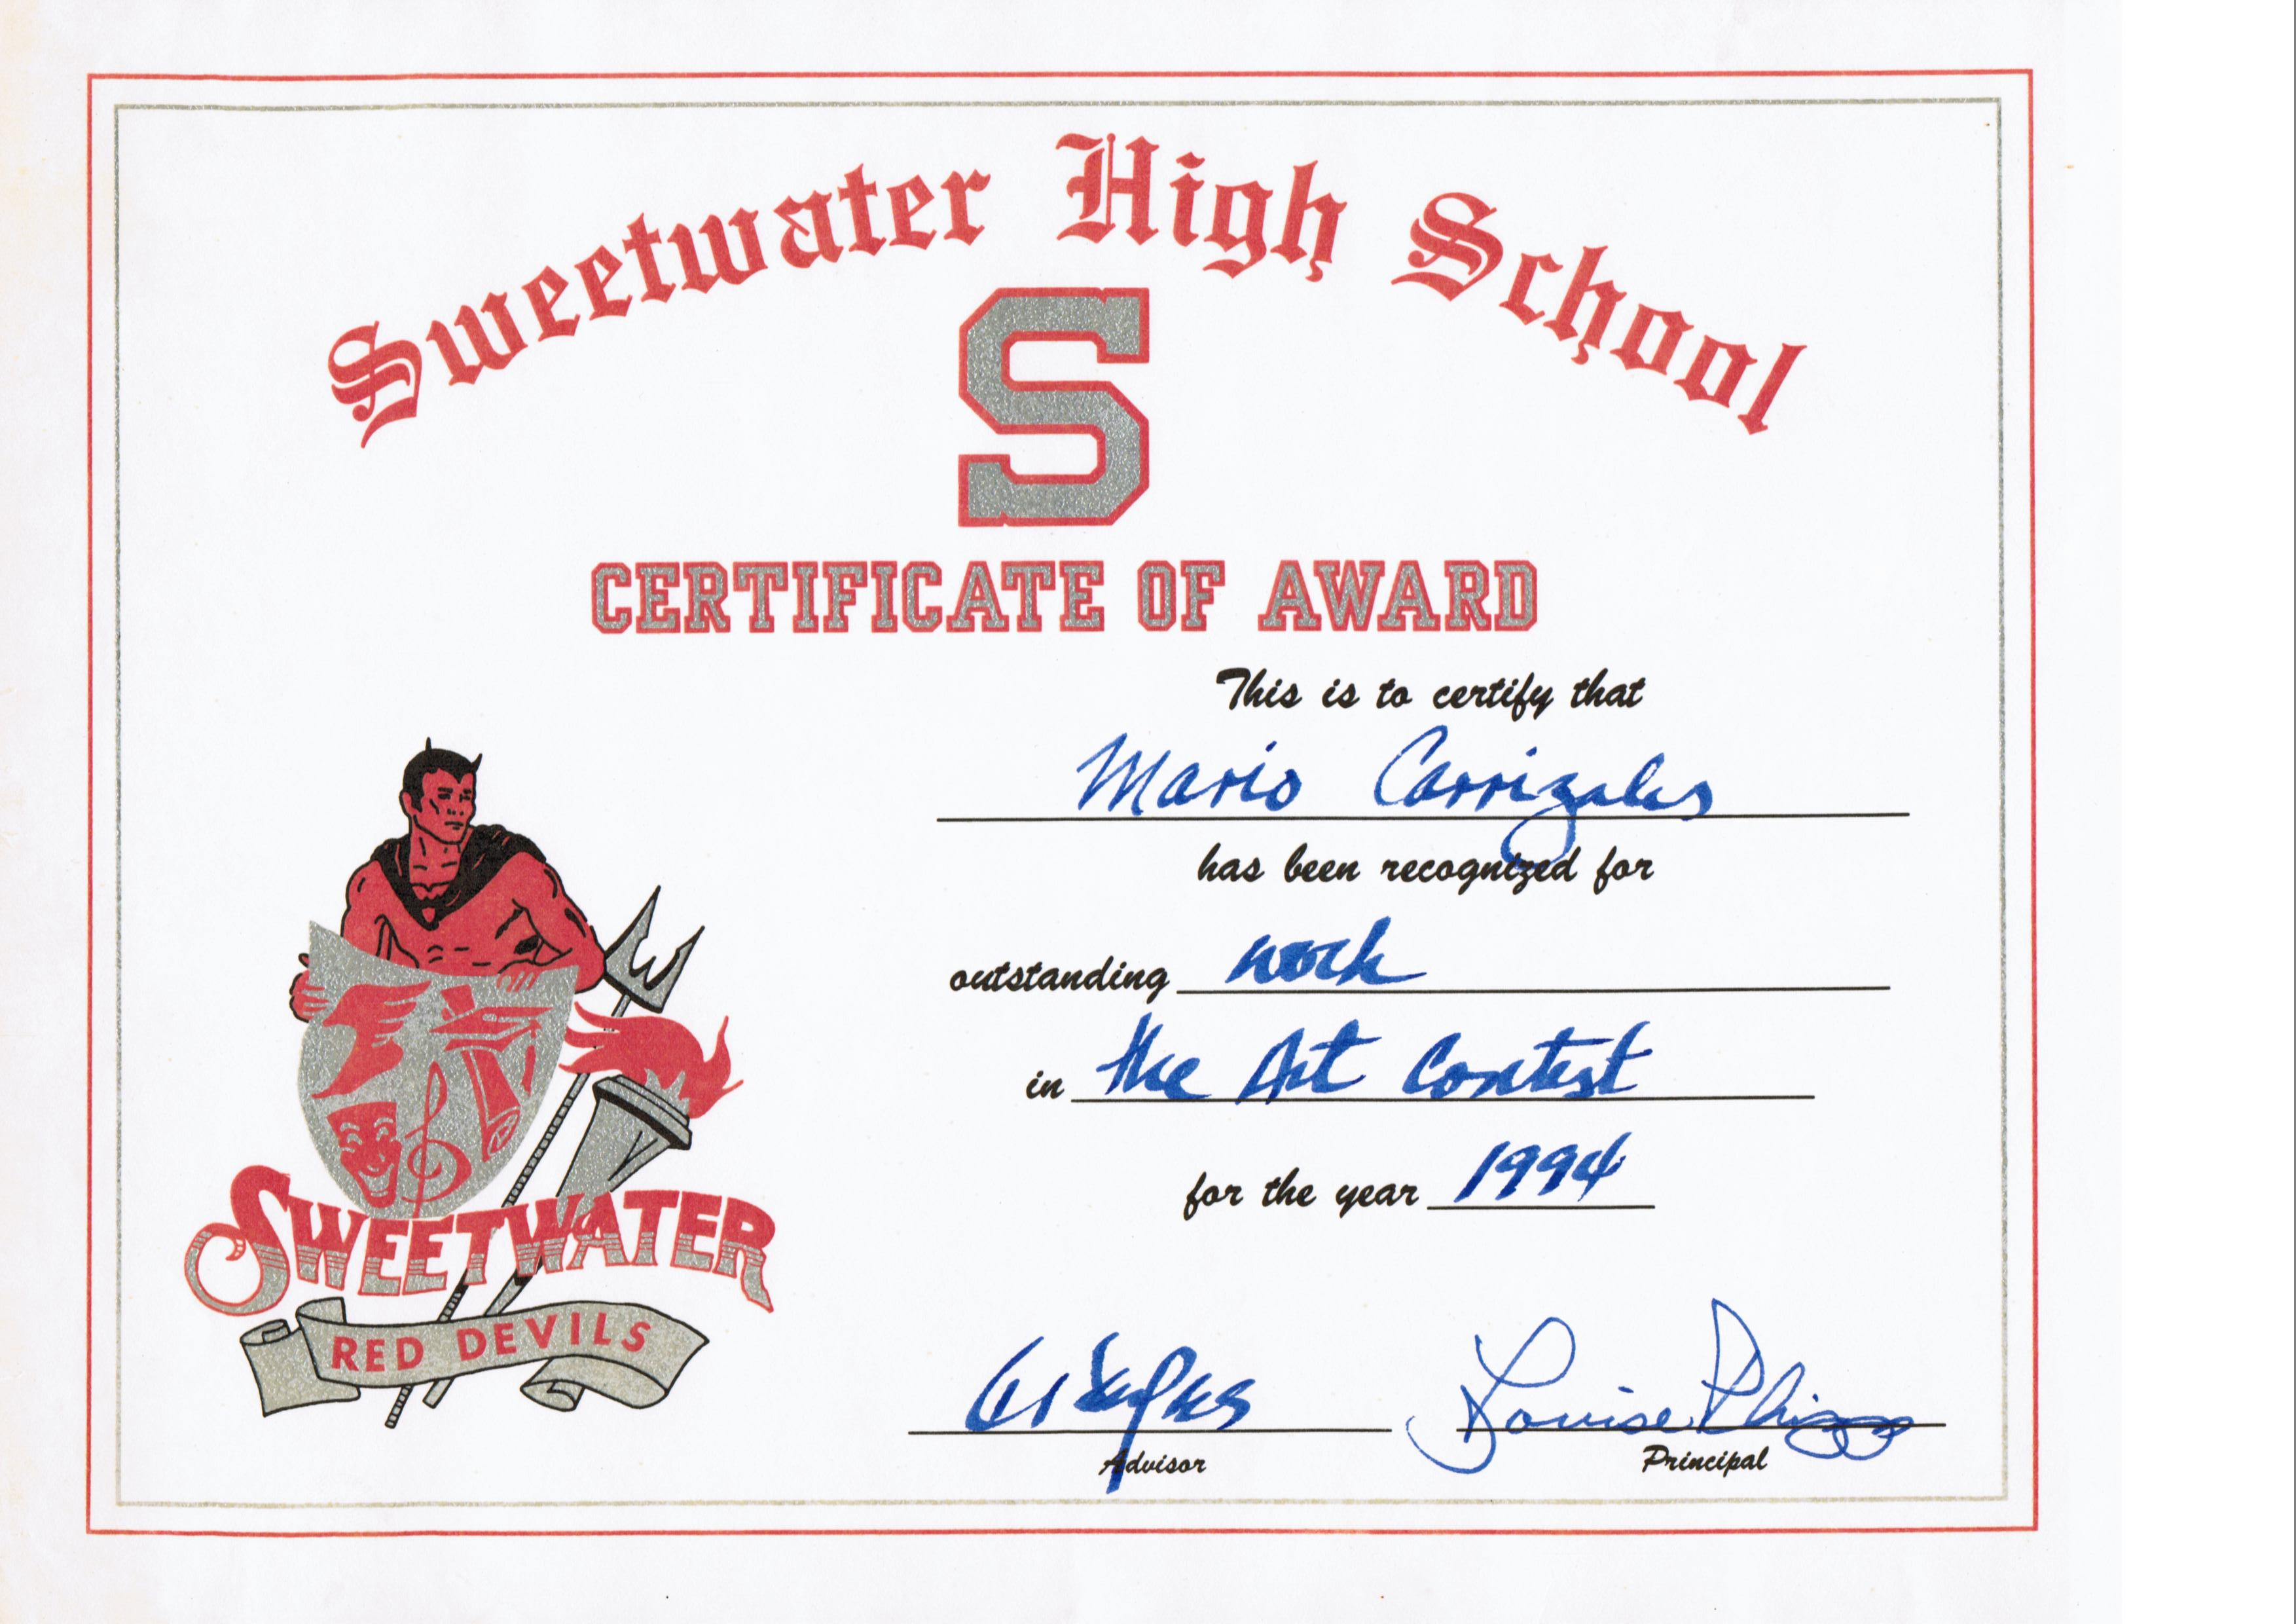 Sweetwater High School
S
CERTIFICATE OF AWARD
This is to certify that
Mario Carrizales
has been recognized for
outstanding work
in the Art Contest
for the year 1994
SWEETWATER
RED DEVILS
Louise Phipps
Advisor
Principal